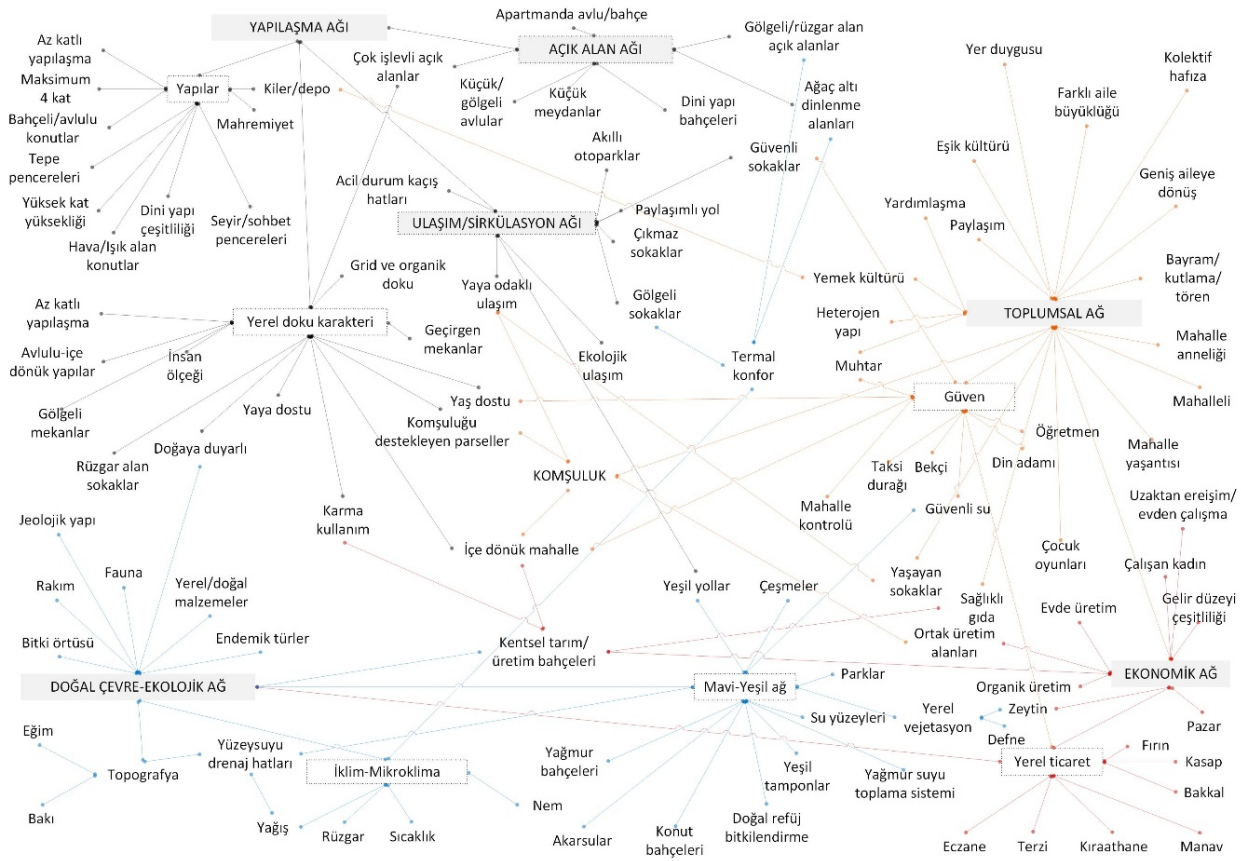 YAPILAŞMA AĞI
Apartmanda avlu/bahçe
AÇIK ALAN AĞI
Gölgeli/rüzgar alan
açık alanlar
Az katlı
yapılaşma
Maksimum
4 kat
Bahçeli/avlulu
konutlar
Tepe
pencereleri
Yüksek kat
yüksekliği
Hava/Işık alan
konutlar
Dini yapı
çeşitliliği
Seyir/sohbet
pencereleri
Yapılar
Kiler/depo
Mahremiyet
Çok işlevli açık
alanlar
Küçük/
gölgeli
avlular
Küçük
meydanlar
Dini yapı
bahçeleri
Ağaç altı
dinlenme
alanları
Akıllı
otoparklar
Güvenli
sokaklar
Acil durum kaçış
hatları
ULAŞIM/SİRKÜLASYON AĞI
Paylaşımlı yol
Çıkmaz
sokaklar
Gölgeli
sokaklar
Yaya odaklı
ulaşım
Ekolojik
ulaşım
Termal
konfor
Yer duygusu
Kolektif
hafıza
Farklı aile
büyüklüğü
Eşik kültürü
Geniş aileye
dönüş
Yardımlaşma
Paylaşım
Yemek kültürü
Bayram/
kutlama/
tören
Heterojen
yapı
TOPLUMSAL AĞ
Muhtar
Mahalle
anneliği
Mahalleli
Mahalle
yaşantısı
Güven
Öğretmen
Din adamı
Taksi
durağı
Bekçi
Mahalle
kontrolü
Güvenli su
Çocuk
oyunları
Yaşayan
sokaklar
Sağlıklı
gıda
Grid ve organik
doku
Yerel doku karakteri
Geçirgen
mekanlar
Az katlı
yapılaşma
Avlulu-içe
dönük yapılar
İnsan
ölçeği
Gölgeli
mekanlar
Rüzgar alan
sokaklar
Yaya dostu
Doğaya duyarlı
Yaş dostu
Komşuluğu
destekleyen parseller
Karma
kullanım
KOMŞULUK
İçe dönük mahalle
Yeşil yollar
Çeşmeler
Jeolojik yapı
Rakım
Fauna
Yerel/doğal
malzemeler
Bitki örtüsü
Endemik türler
DOĞAL ÇEVRE-EKOLOJİK AĞ
Kentsel tarım/
üretim bahçeleri
Mavi-Yeşil ağ
Parklar
Yerel
vejetasyon
Su yüzeyleri
Yağmur suyu
toplama sistemi
Yeşil
tamponlar
Doğal refüj
bitkilendirme
Konut
bahçeleri
Akarsular
Yağmur
bahçeleri
Eğim
Topografya
Bakı
Yüzeysuyu
drenaj hatları
İklim-Mikroklima
Nem
Yağış
Rüzgar
Sıcaklık
Uzaktan ereişim/
evden çalışma
Çalışan kadın
Gelir düzeyi
çeşitliliği
Evde üretim
Ortak üretim
alanları
EKONOMİK AĞ
Organik üretim
Zeytin
Defne
Pazar
Yerel ticaret
Fırın
Kasap
Bakkal
Manav
Kıraathane
Terzi
Eczane